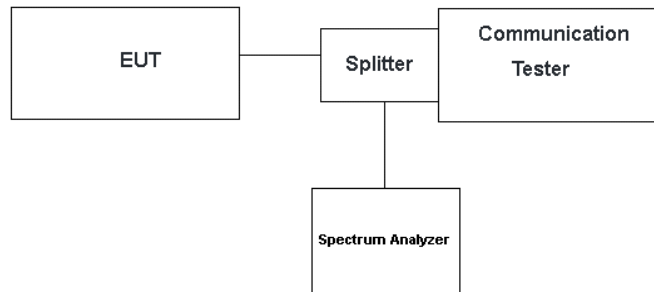 EUT
Splitter
Communication
Tester
Spectrum Analyzer